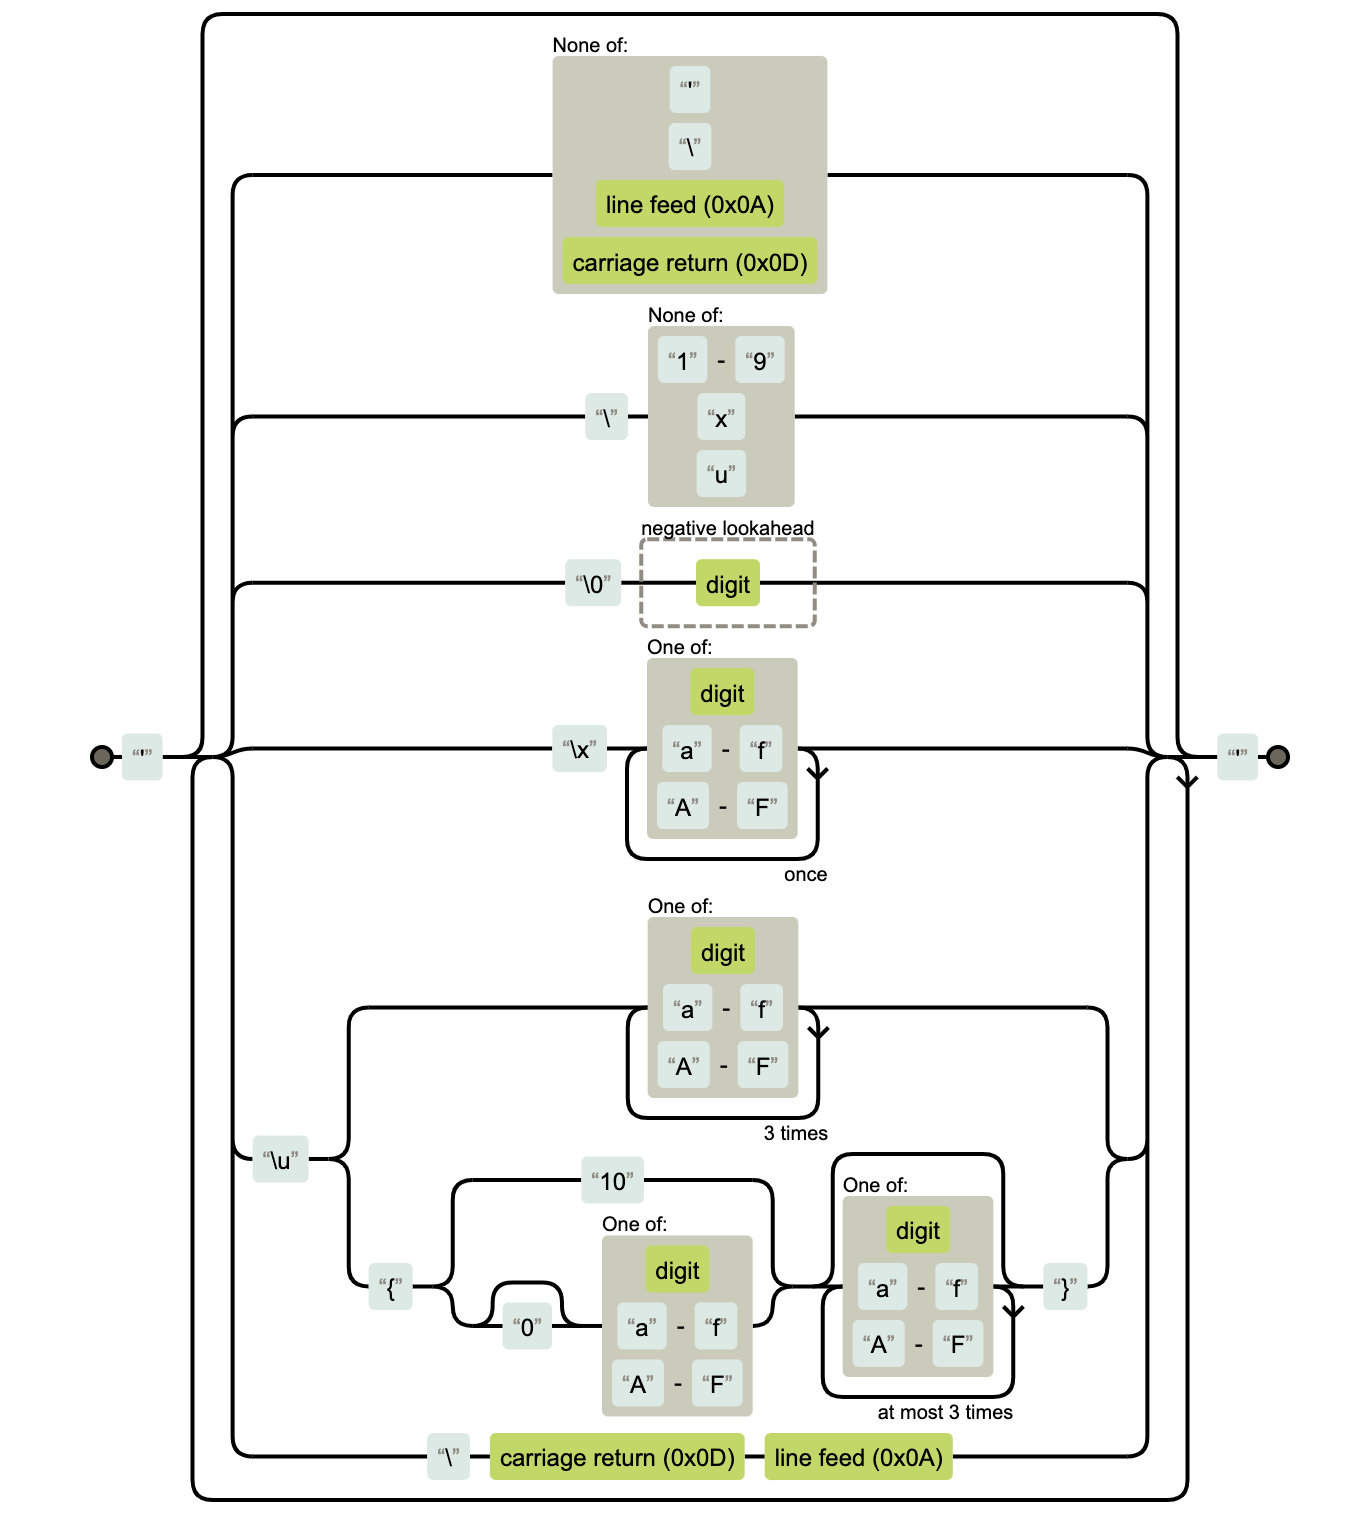 None of:
“'”
“\”
line feed (0x0A)
carriage return (0x0D)
None of:
“1” - “9”
“\”
“x”
“u”
negative lookahead
“\0”
digit
One of:
digit
“'”
“\x”
“a” - “f”
“'”
“A” - “F”
once
One of:
digit
“a” - “f”
“A” - “F”
3 times
“\u”
“10”
One of:
digit
“a” - “f”
“A” - “F”
at most 3 times
“{”
“}”
One of:
digit
“0”
“a” - “f”
“A” - “F”
“\” carriage return (0x0D) line feed (0x0A)